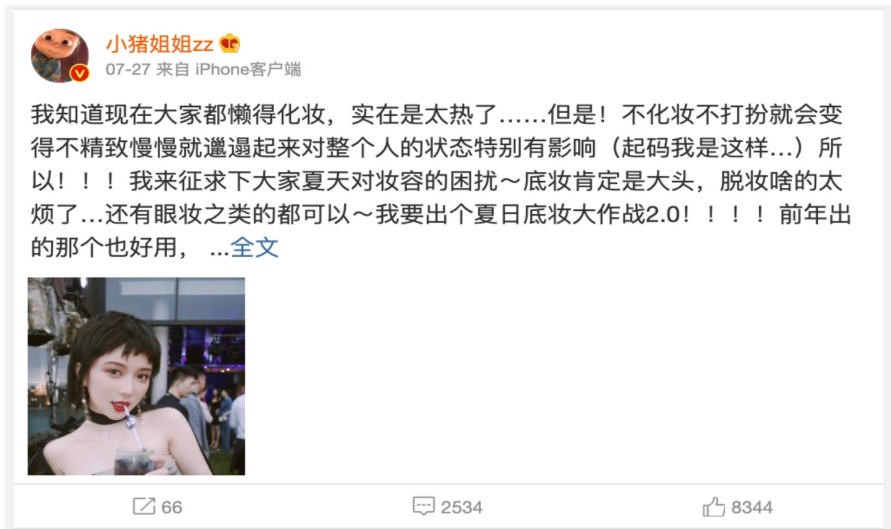 小猪姐姐zz
07-27 来自 iPhone客户端
我知道现在大家都懒得化妆，实在是太热了……但是！不化妆不打扮就会变
得不精致慢慢就邋遢起来对整个人的状态特别有影响（起码我是这样…）所
以！！！我来征求下大家夏天对妆容的困扰～底妆肯定是大头，脱妆啥的太
烦了…还有眼妆之类的都可以～我要出个夏日底妆大作战2.0！！！！前年出
的那个也好用， ...全文
66
2534
8344